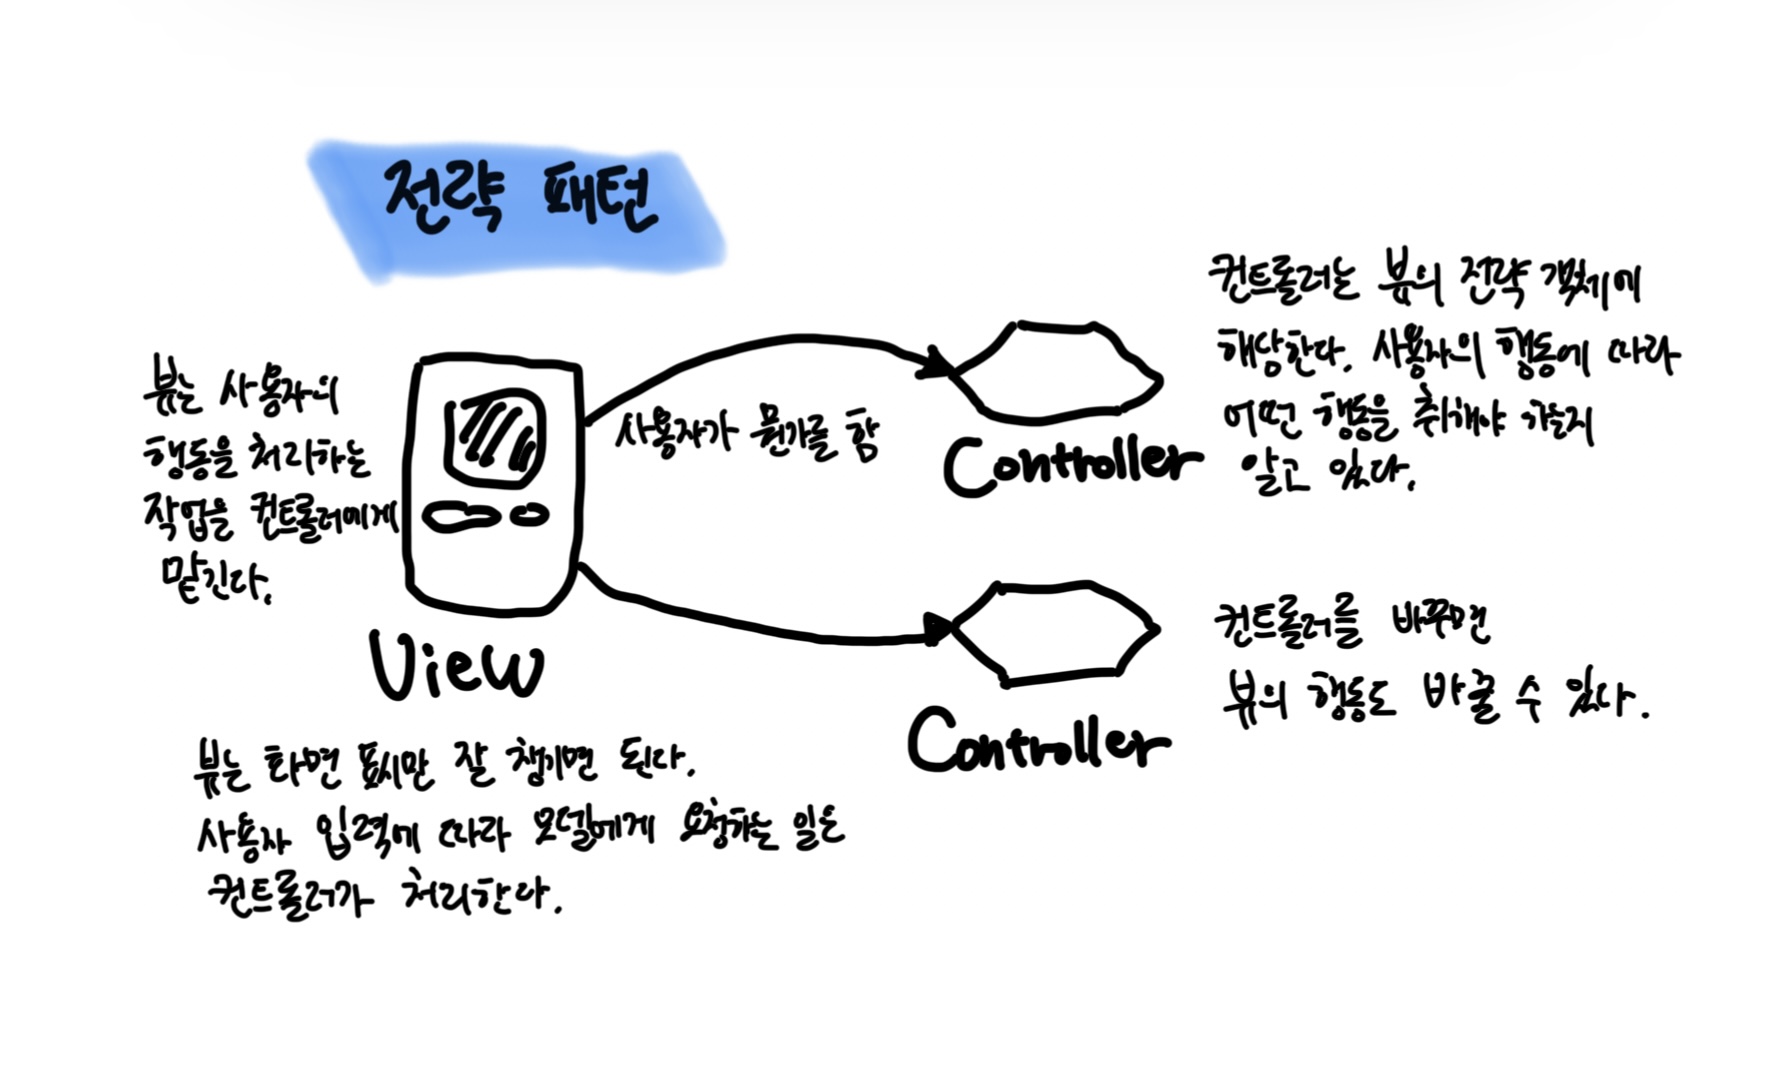 전략 패턴
뷰는 사용자의
행동을 처리하는
작업을 컨트롤러에게
맡긴다.
View
사용자가 뭔가를 함
Controller
컨트롤러는 뷰의 전략 객체에
해당한다. 사용자의 행동에 따라
어떤 행동을 취해야 하는지
알고 있다.
Controller
컨트롤러를 바꾸면
뷰의 행동도 바꿀 수 있다.
뷰는 화면 표시만 잘 챙기면 된다.
사용자 입력에 따라 모델에게 요청하는 일은
컨트롤러가 처리한다.